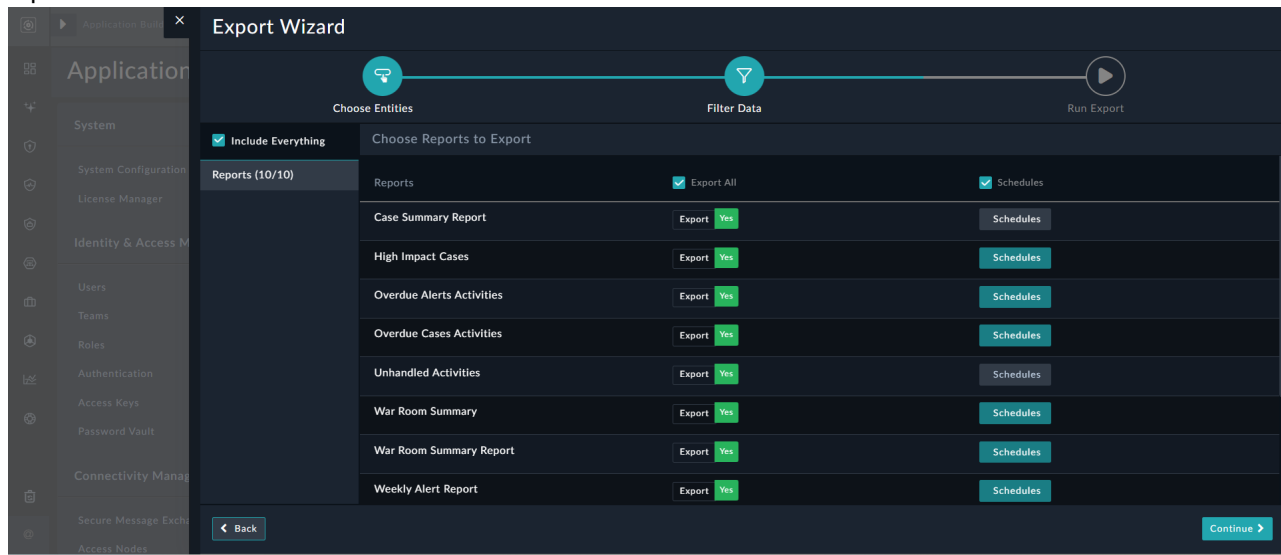 Application Build
Export Wizard
Application
Choose Entities
Filter Data
Run Export
System
Include Everything
Choose Reports to Export
System Configuration
Reports (10/10)
Reports
Export All
Schedules
License Manager
Case Summary Report
Export Yes
Schedules
Identity & Access M
High Impact Cases
Export Yes
Schedules
Users
Overdue Alerts Activities
Export Yes
Schedules
Teams
Overdue Cases Activities
Export Yes
Schedules
Roles
Authentication
Unhandled Activities
Export Yes
Schedules
Access Keys
War Room Summary
Export Yes
Schedules
Password Vault
War Room Summary Report
Export Yes
Schedules
Connectivity Manag
Weekly Alert Report
Export Yes
Schedules
Secure Message Excha
Back
Continue
Access Nodes